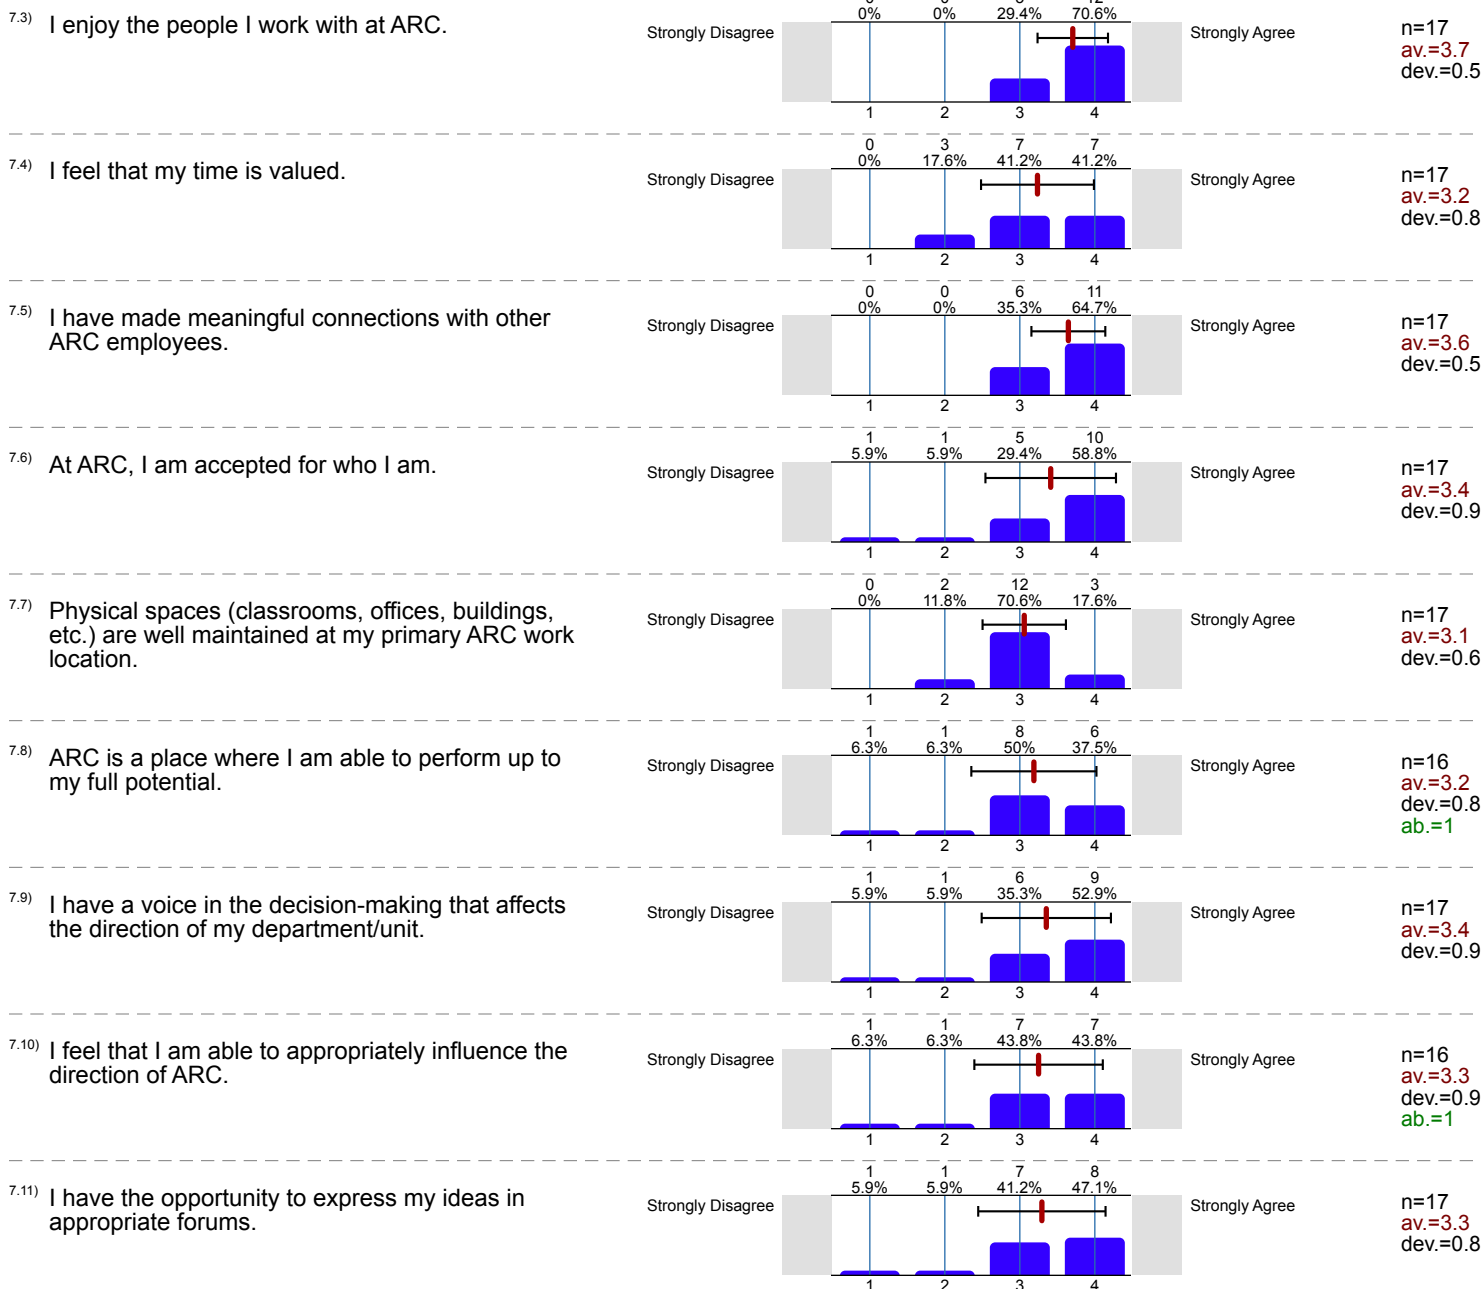 0 0 5 12
0% 0% 29.4% 70.6%
7.3) I enjoy the people I work with at ARC.
Strongly Disagree
Strongly Agree
n=17
av.=3.7
dev.=0.5
1 2 3 4
0 3 7 7
0% 17.6% 41.2% 41.2%
7.4) I feel that my time is valued.
Strongly Disagree
Strongly Agree
n=17
av.=3.2
dev.=0.8
1 2 3 4
0 0 6 11
0% 0% 35.3% 64.7%
7.5) I have made meaningful connections with other
ARC employees.
Strongly Disagree
Strongly Agree
n=17
av.=3.6
dev.=0.5
1 2 3 4
1 1 5 10
5.9% 5.9% 29.4% 58.8%
7.6) At ARC, I am accepted for who I am.
Strongly Disagree
Strongly Agree
n=17
av.=3.4
dev.=0.9
1 2 3 4
0 2 12 3
0% 11.8% 70.6% 17.6%
7.7) Physical spaces (classrooms, offices, buildings,
etc.) are well maintained at my primary ARC work
location.
Strongly Disagree
Strongly Agree
n=17
av.=3.1
dev.=0.6
1 2 3 4
1 1 8 6
6.3% 6.3% 50% 37.5%
7.8) ARC is a place where I am able to perform up to
my full potential.
Strongly Disagree
Strongly Agree
n=16
av.=3.2
dev.=0.8
ab.=1
1 2 3 4
1 1 6 9
5.9% 5.9% 35.3% 52.9%
7.9) I have a voice in the decision-making that affects
the direction of my department/unit.
Strongly Disagree
Strongly Agree
n=17
av.=3.4
dev.=0.9
1 2 3 4
1 1 7 7
6.3% 6.3% 43.8% 43.8%
7.10) I feel that I am able to appropriately influence the
direction of ARC.
Strongly Disagree
Strongly Agree
n=16
av.=3.3
dev.=0.9
ab.=1
1 2 3 4
1 1 7 8
5.9% 5.9% 41.2% 47.1%
7.11) I have the opportunity to express my ideas in
appropriate forums.
Strongly Disagree
Strongly Agree
n=17
av.=3.3
dev.=0.8
1 2 3 4